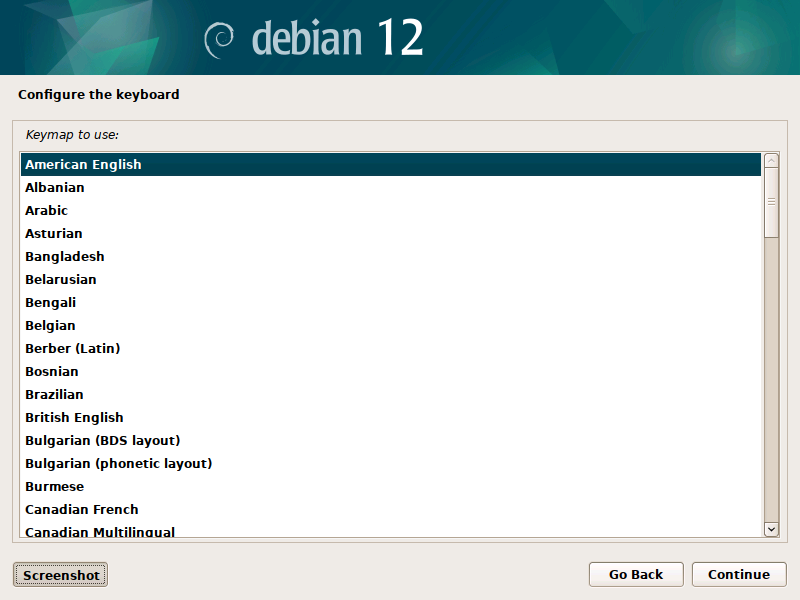 debian 12
Configure the keyboard
Keymap to use:
American English
Albanian
Arabic
Asturian
Bangladesh
Belarusian
Bengali
Belgian
Berber (Latin)
Bosnian
Brazilian
British English
Bulgarian (BDS layout)
Bulgarian (phonetic layout)
Burmese
Canadian French
Canadian Multilingual
Screenshot
Go Back
Continue